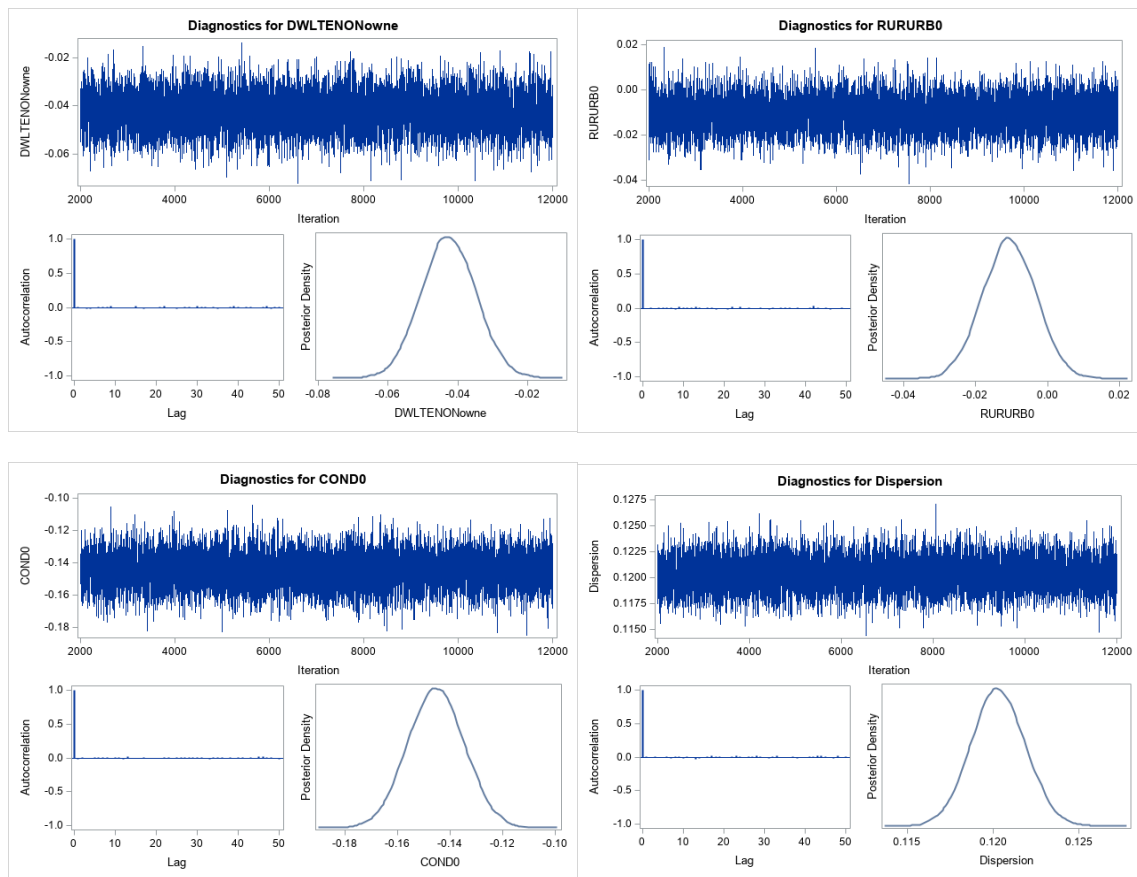 Diagnostics for DWLTENONowne
DWLTENONowne
-0.02
-0.04
-0.06
2000 4000 6000 8000 10000 12000
Iteration
Autocorrelation
1.0
0.5
0.0
-0.5
-1.0
0 10 20 30 40 50
Lag
Posterior Density
-0.08 -0.06 -0.04 -0.02
DWLTENONowne
Diagnostics for RURURB0
RURURB0
0.02
0.00
-0.02
-0.04
2000 4000 6000 8000 10000 12000
Iteration
Autocorrelation
1.0
0.5
0.0
-0.5
-1.0
0 10 20 30 40 50
Lag
Posterior Density
-0.04 -0.02 0.00 0.02
RURURB0
Diagnostics for COND0
COND0
-0.10
-0.12
-0.14
-0.16
-0.18
2000 4000 6000 8000 10000 12000
Iteration
Autocorrelation
1.0
0.5
0.0
-0.5
-1.0
0 10 20 30 40 50
Lag
Posterior Density
-0.18 -0.16 -0.14 -0.12 -0.10
COND0
Diagnostics for Dispersion
Dispersion
0.1275
0.1250
0.1225
0.1200
0.1175
0.1150
2000 4000 6000 8000 10000 12000
Iteration
Autocorrelation
1.0
0.5
0.0
-0.5
-1.0
0 10 20 30 40 50
Lag
Posterior Density
0.115 0.120 0.125
Dispersion